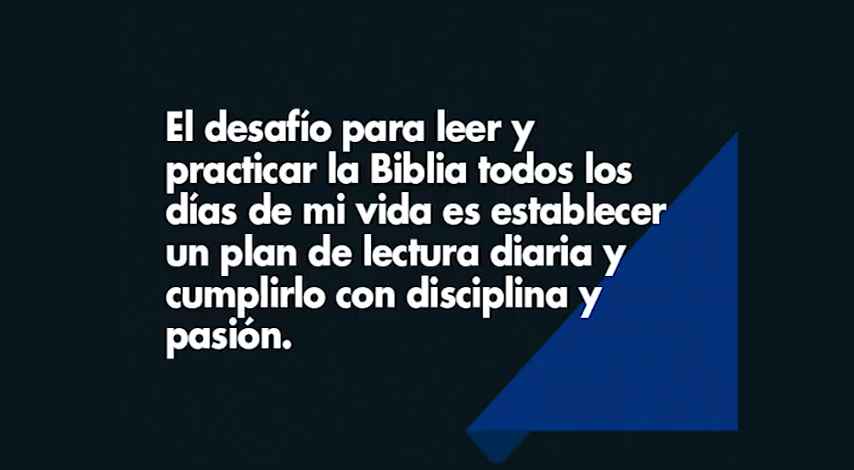 El desafío para leer y
practicar la Biblia todos los
días de mi vida es establecer
un plan de lectura diaria y
cumplirlo con disciplina y
pasión.